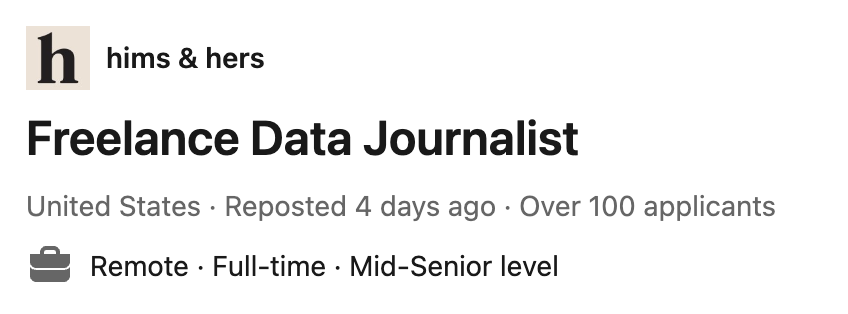 h
hims & hers
Freelance Data Journalist
United States · Reposted 4 days ago · Over 100 applicants
Remote · Full-time · Mid-Senior level